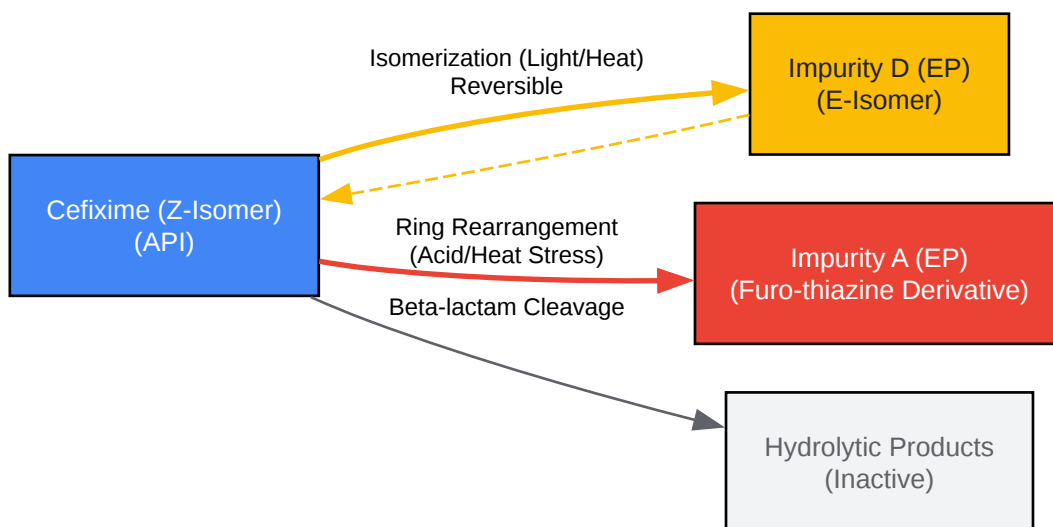 Isomerization (Light/Heat)
Reversible
Impurity D (EP)
(E-Isomer)
Cefixime (Z-Isomer)
(API)
Ring Rearrangement
(Acid/Heat Stress)
Impurity A (EP)
(Furo-thiazine Derivative)
Beta-lactam Cleavage
Hydrolytic Products
(Inactive)